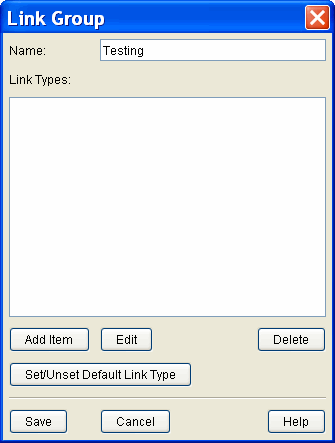 Link Group
Name: Testing
Link Types:
Add Item Edit Delete
Set/Unset Default Link Type
Save Cancel Help